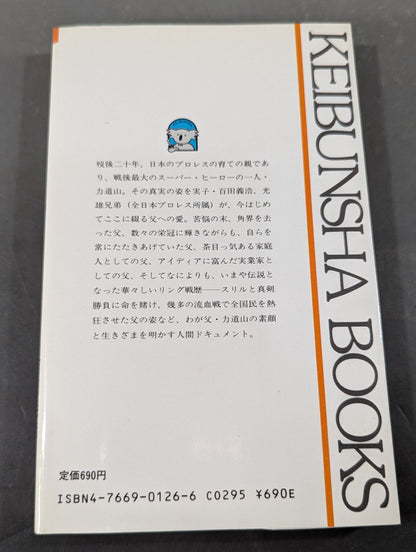 KEIBUNSHA BOOKS
歿後二十年、日本のプロレスの育ての親であ
り、戦後最大のスーパー・ヒーローの一人・
力道山。その真実の姿を実子・百田義浩、光
雄兄弟（全日本プロレス所属）が、今はじめ
てここに綴る父への愛。苦悩の末、角界を去
った父、数々の栄冠に輝きながらも、自らを
常にたたきあげていった父、茶目っ気ある家庭
人としての父、アイディアに富んだ実業家と
しての父、そしてなによりも、いまや伝説と
なった華々しいリング戦歴──スリルと真剣
勝負に命を賭け、幾多の流血戦で全国民を熱
狂させた父の姿など、わが父・力道山の素顔
と生きざまを明かす人間ドキュメント。
定価690円
ISBN4-7669-0126-6 C0295 ¥690E